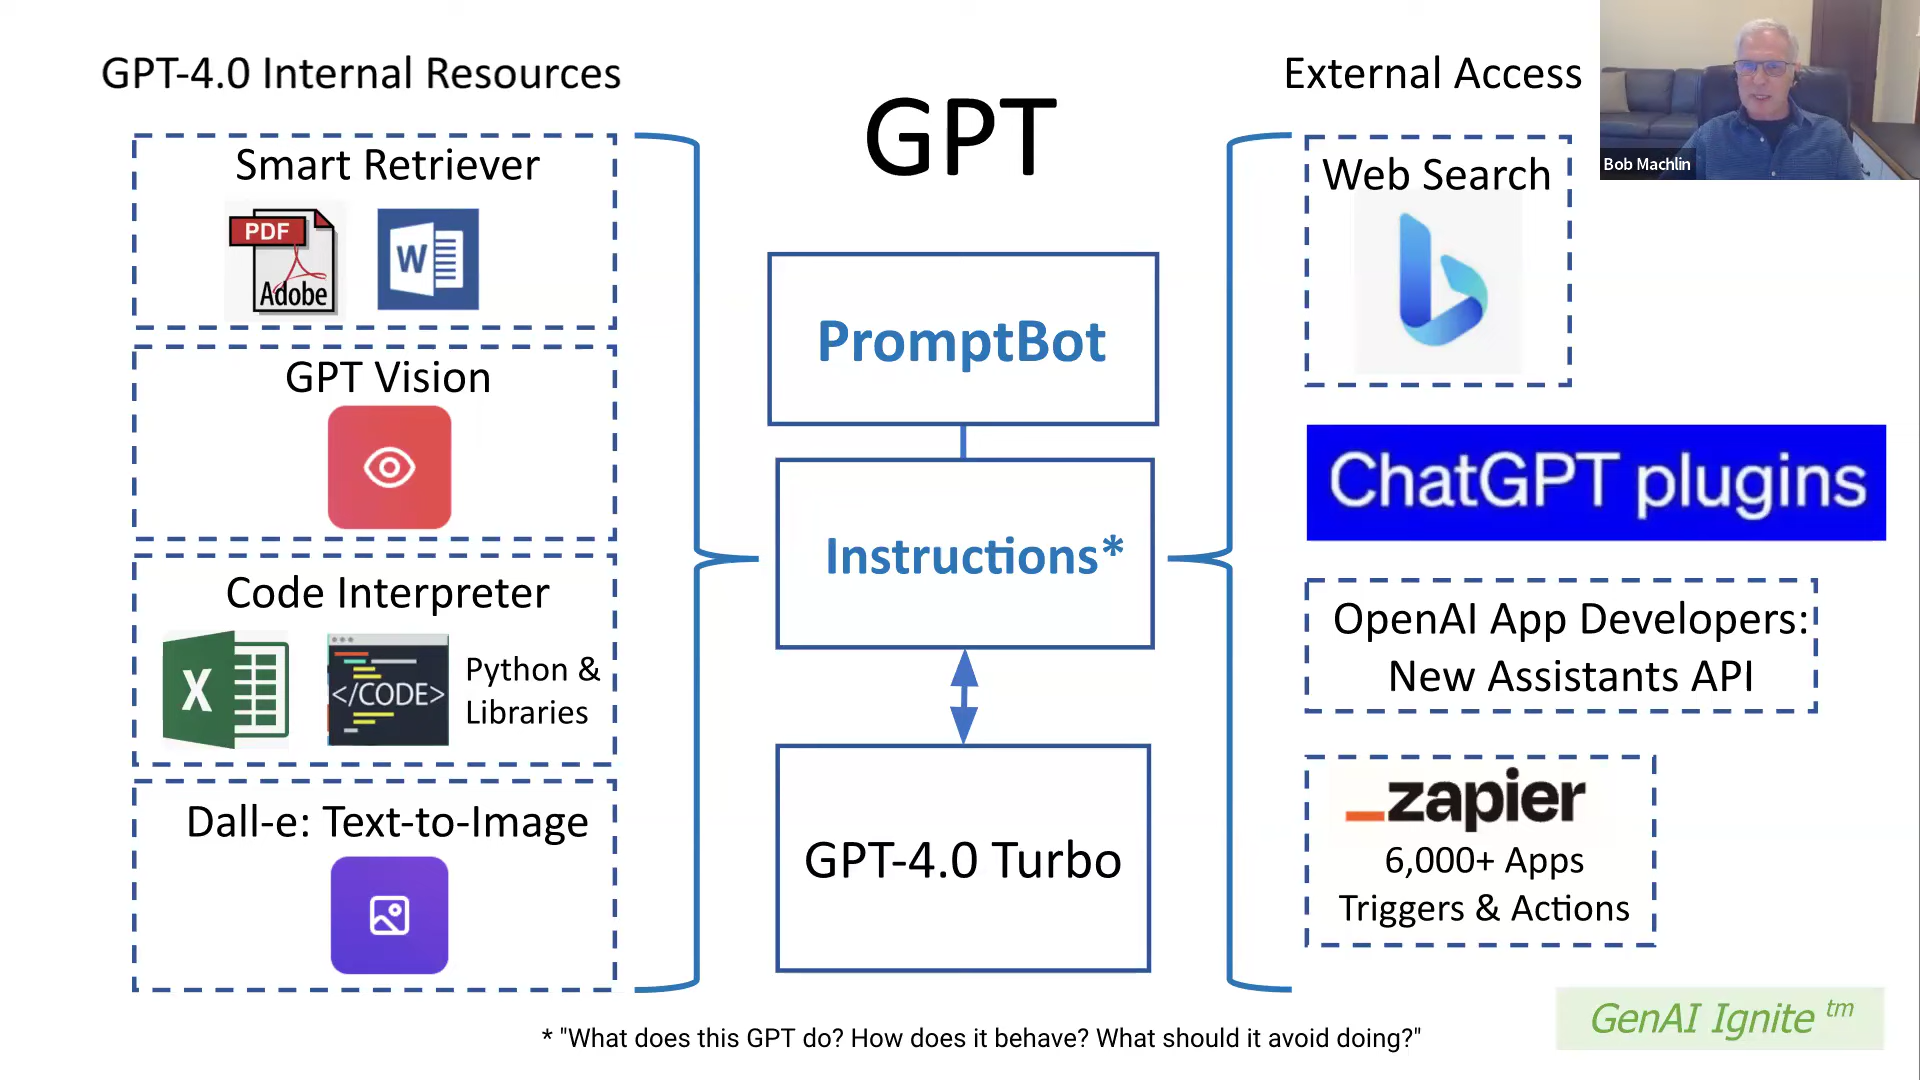 GPT-4.0 Internal Resources
Smart Retriever
PDF
Adobe
W
GPT Vision
Code Interpreter
X
</CODE>
Python &
Libraries
Dall-e: Text-to-Image
GPT
PromptBot
Instructions*
GPT-4.0 Turbo
External Access
Web Search
ChatGPT plugins
OpenAI App Developers:
New Assistants API
zapier
6,000+ Apps
Triggers & Actions
Bob Machlin
* "What does this GPT do? How does it behave? What should it avoid doing?"
GenAI Ignite tm